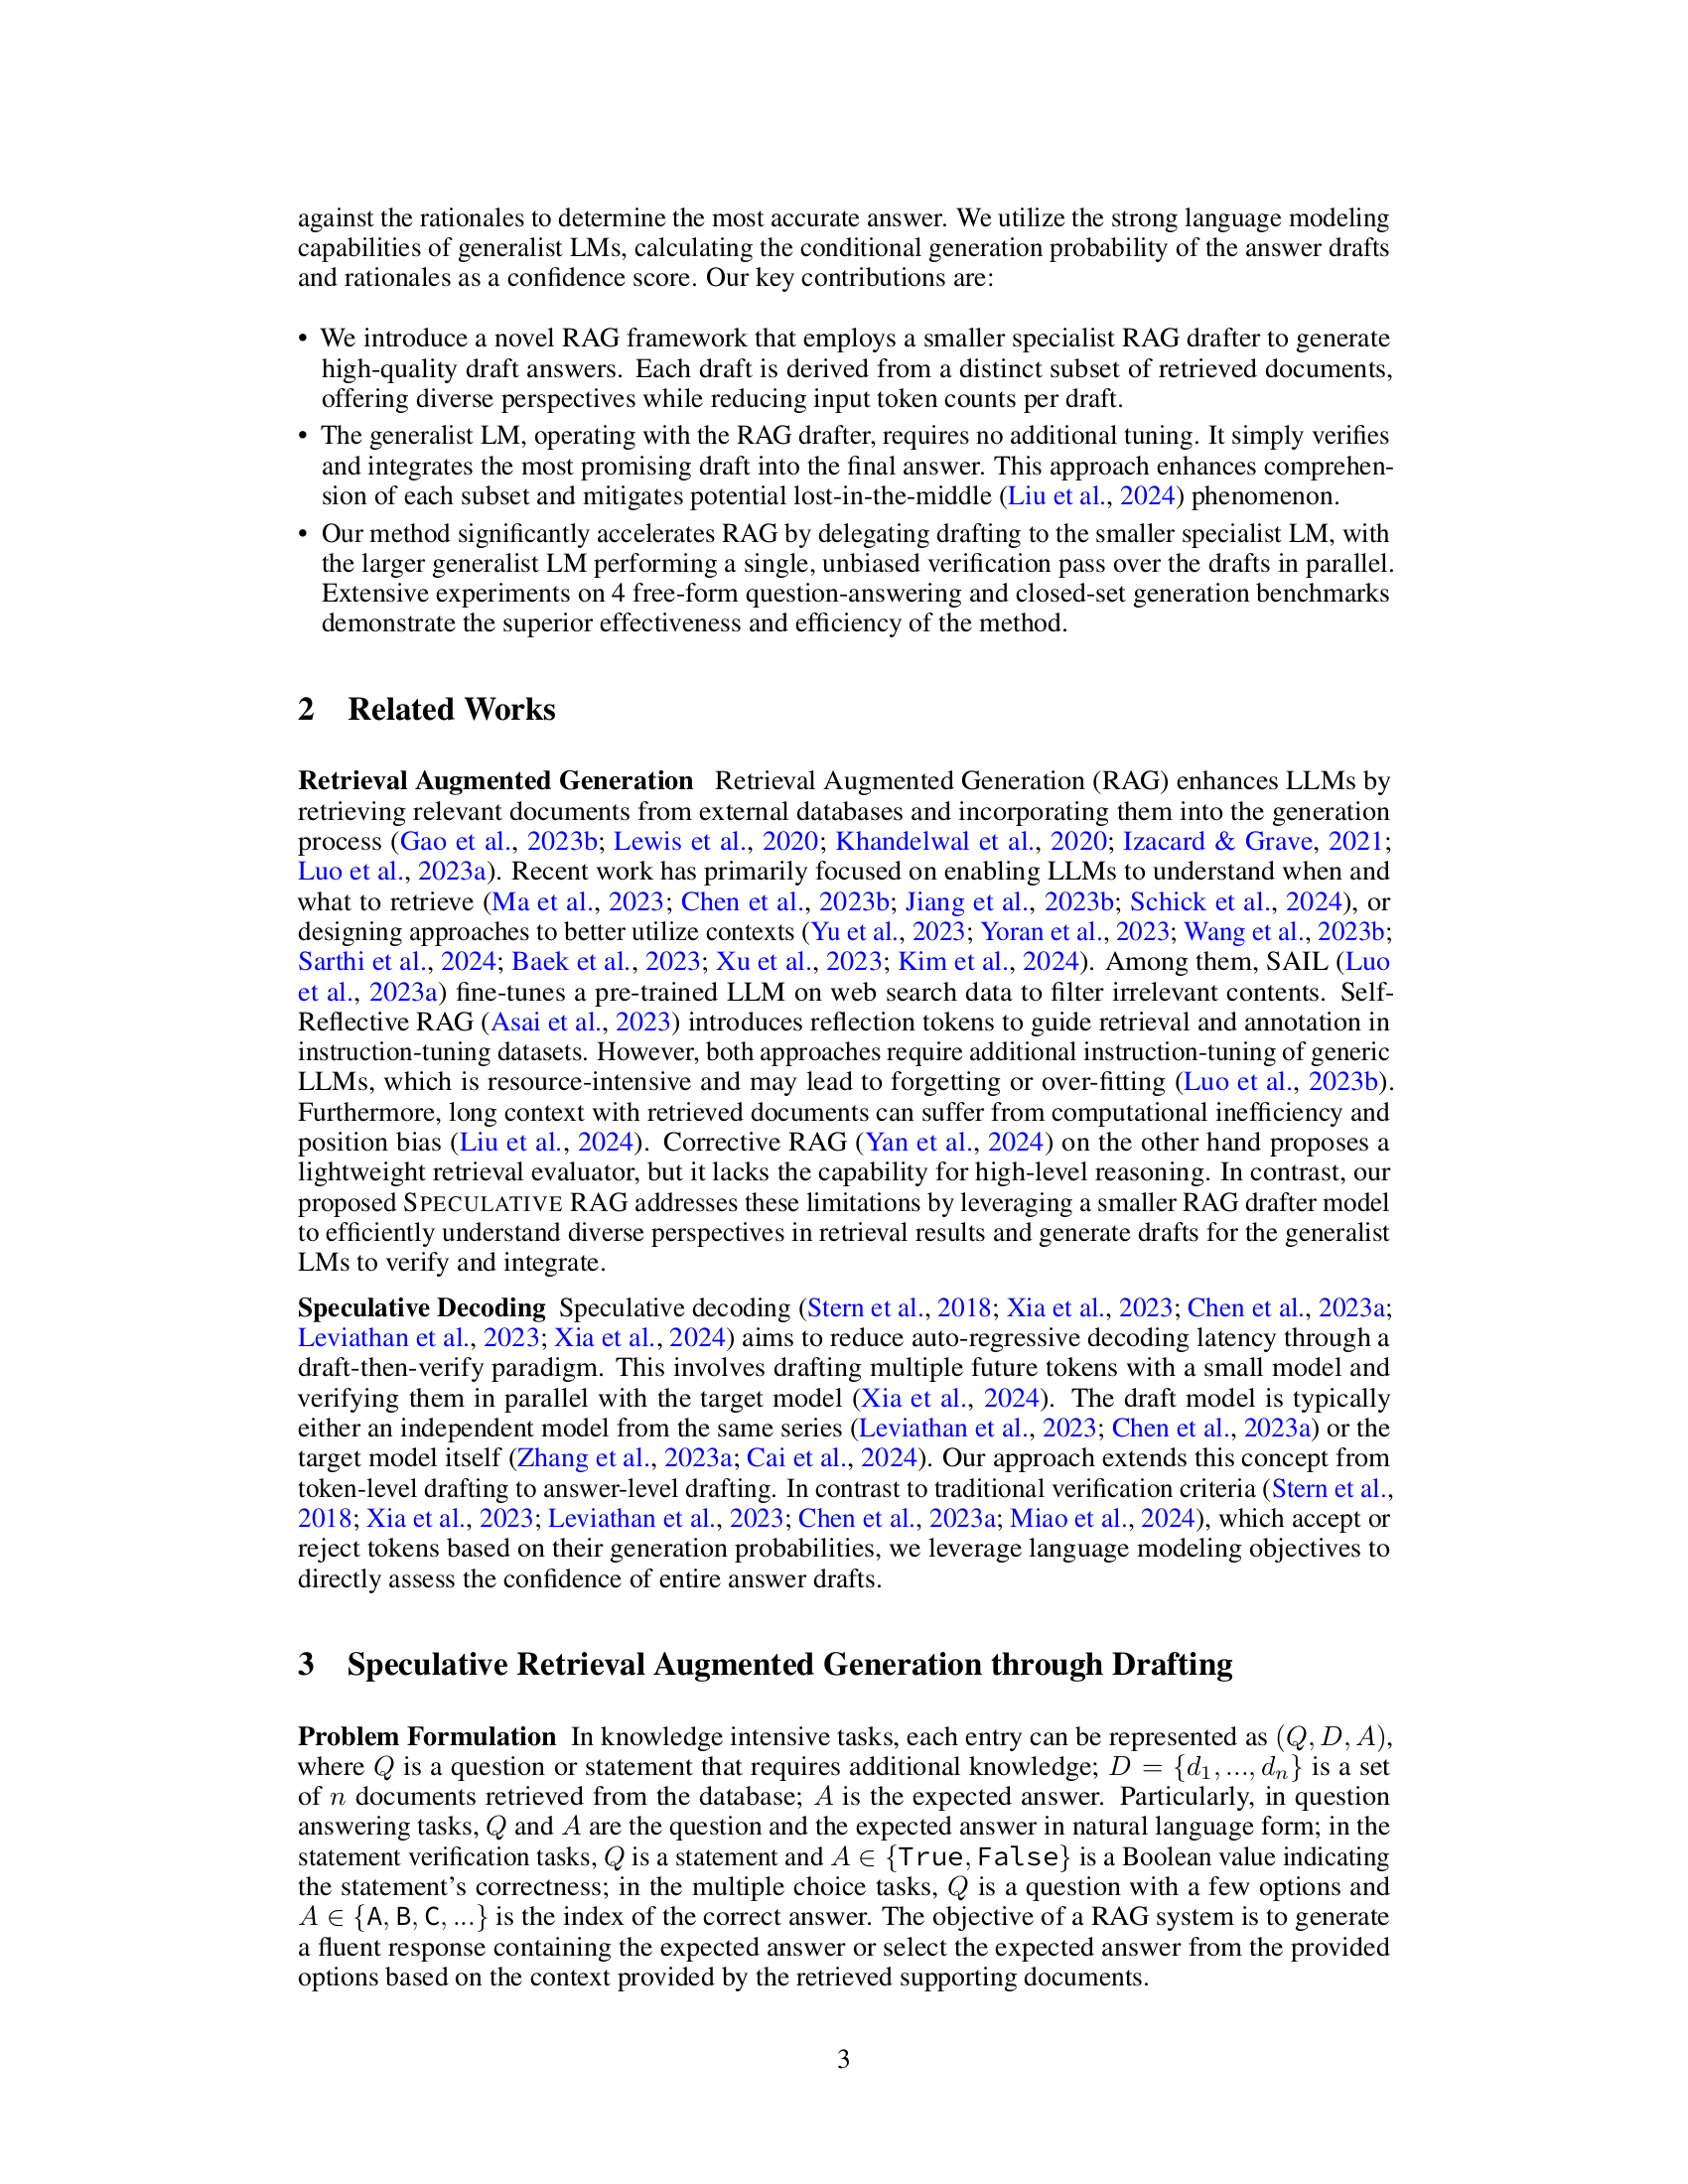 against the rationales to determine the most accurate answer. We utilize the strong language modeling
capabilities of generalist LMs, calculating the conditional generation probability of the answer drafts
and rationales as a confidence score. Our key contributions are:
• We introduce a novel RAG framework that employs a smaller specialist RAG drafter to generate
high-quality draft answers. Each draft is derived from a distinct subset of retrieved documents,
offering diverse perspectives while reducing input token counts per draft.
• The generalist LM, operating with the RAG drafter, requires no additional tuning. It simply verifies
and integrates the most promising draft into the final answer. This approach enhances comprehen-
sion of each subset and mitigates potential lost-in-the-middle (Liu et al., 2024) phenomenon.
• Our method significantly accelerates RAG by delegating drafting to the smaller specialist LM, with
the larger generalist LM performing a single, unbiased verification pass over the drafts in parallel.
Extensive experiments on 4 free-form question-answering and closed-set generation benchmarks
demonstrate the superior effectiveness and efficiency of the method.
2 Related Works
Retrieval Augmented Generation Retrieval Augmented Generation (RAG) enhances LLMs by
retrieving relevant documents from external databases and incorporating them into the generation
process (Gao et al., 2023b; Lewis et al., 2020; Khandelwal et al., 2020; Izacard & Grave, 2021;
Luo et al., 2023a). Recent work has primarily focused on enabling LLMs to understand when and
what to retrieve (Ma et al., 2023; Chen et al., 2023b; Jiang et al., 2023b; Schick et al., 2024), or
designing approaches to better utilize contexts (Yu et al., 2023; Yoran et al., 2023; Wang et al., 2023b;
Sarthi et al., 2024; Baek et al., 2023; Xu et al., 2023; Kim et al., 2024). Among them, SAIL (Luo
et al., 2023a) fine-tunes a pre-trained LLM on web search data to filter irrelevant contents. Self-
Reflective RAG (Asai et al., 2023) introduces reflection tokens to guide retrieval and annotation in
instruction-tuning datasets. However, both approaches require additional instruction-tuning of generic
LLMs, which is resource-intensive and may lead to forgetting or over-fitting (Luo et al., 2023b).
Furthermore, long context with retrieved documents can suffer from computational inefficiency and
position bias (Liu et al., 2024). Corrective RAG (Yan et al., 2024) on the other hand proposes a
lightweight retrieval evaluator, but it lacks the capability for high-level reasoning. In contrast, our
proposed SPECULATIVE RAG addresses these limitations by leveraging a smaller RAG drafter model
to efficiently understand diverse perspectives in retrieval results and generate drafts for the generalist
LMs to verify and integrate.
Speculative Decoding Speculative decoding (Stern et al., 2018; Xia et al., 2023; Chen et al., 2023a;
Leviathan et al., 2023; Xia et al., 2024) aims to reduce auto-regressive decoding latency through a
draft-then-verify paradigm. This involves drafting multiple future tokens with a small model and
verifying them in parallel with the target model (Xia et al., 2024). The draft model is typically
either an independent model from the same series (Leviathan et al., 2023; Chen et al., 2023a) or the
target model itself (Zhang et al., 2023a; Cai et al., 2024). Our approach extends this concept from
token-level drafting to answer-level drafting. In contrast to traditional verification criteria (Stern et al.,
2018; Xia et al., 2023; Leviathan et al., 2023; Chen et al., 2023a; Miao et al., 2024), which accept or
reject tokens based on their generation probabilities, we leverage language modeling objectives to
directly assess the confidence of entire answer drafts.
3 Speculative Retrieval Augmented Generation through Drafting
Problem Formulation In knowledge intensive tasks, each entry can be represented as (Q, D, A),
where Q is a question or statement that requires additional knowledge; D = {d₁, ..., dₙ} is a set
of n documents retrieved from the database; A is the expected answer. Particularly, in question
answering tasks, Q and A are the question and the expected answer in natural language form; in the
statement verification tasks, Q is a statement and A ∈ {True, False} is a Boolean value indicating
the statement's correctness; in the multiple choice tasks, Q is a question with a few options and
A ∈ {A, B, C, ...} is the index of the correct answer. The objective of a RAG system is to generate
a fluent response containing the expected answer or select the expected answer from the provided
options based on the context provided by the retrieved supporting documents.
3